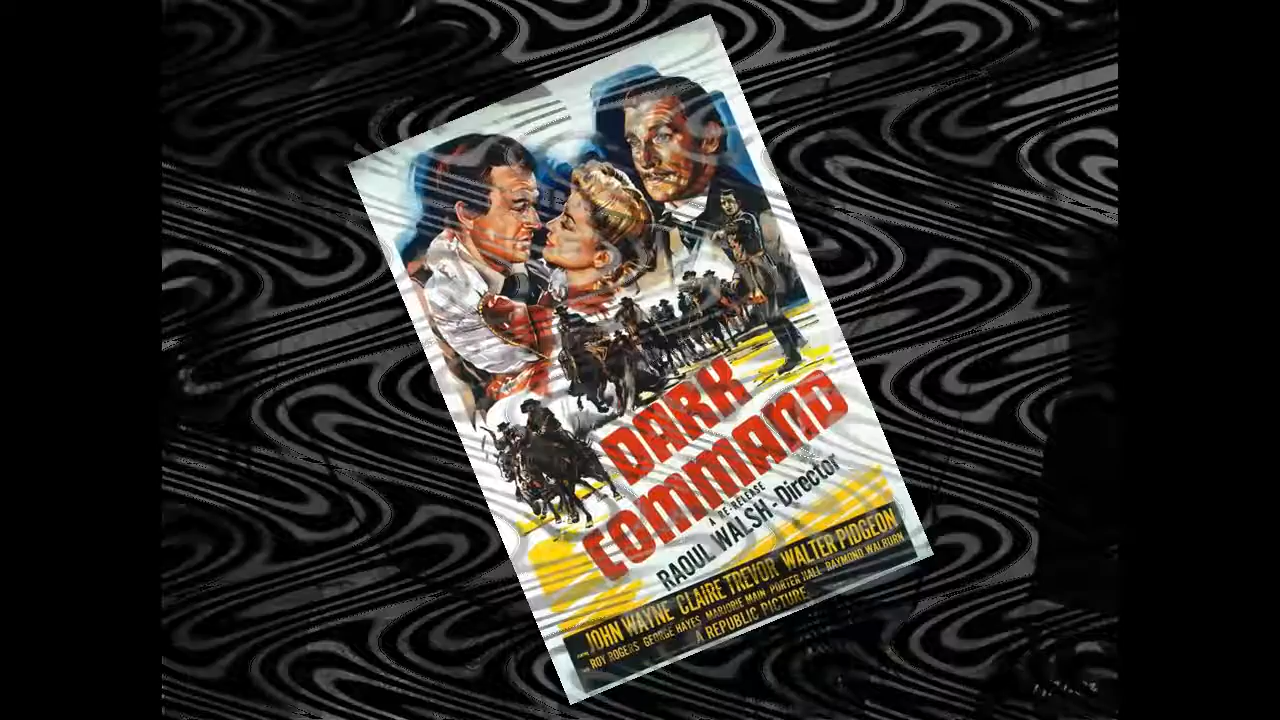 DARK
COMMAND
A RE-RELEASE
RAOUL WALSH - Director
JOHN WAYNE CLAIRE TREVOR WALTER PIDGEON
ROY ROGERS GEORGE HAYES MARJORIE MAIN PORTER HALL RAYMOND WALBURN
A REPUBLIC PICTURE